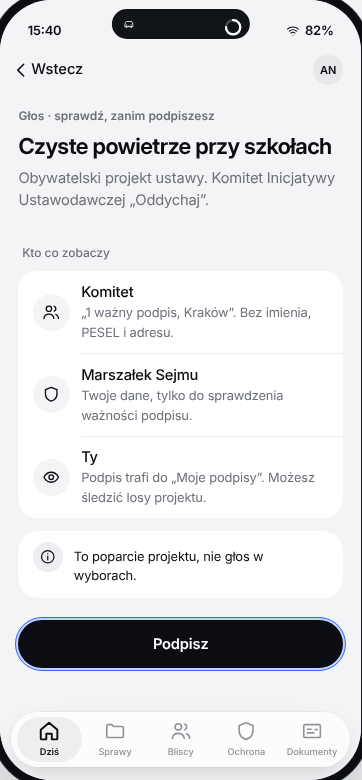 15:40
82%
Wstecz
AN
Głos · sprawdź, zanim podpiszesz
Czyste powietrze przy szkołach
Obywatelski projekt ustawy. Komitet Inicjatywy
Ustawodawczej „Oddychaj”.
Kto co zobaczy
Komitet
„1 ważny podpis, Kraków”. Bez imienia,
PESEL i adresu.
Marszałek Sejmu
Twoje dane, tylko do sprawdzenia
ważności podpisu.
Ty
Podpis trafi do „Moje podpisy”. Możesz
śledzić losy projektu.
To poparcie projektu, nie głos w
wyborach.
Podpisz
Dziś
Sprawy
Bliscy
Ochrona
Dokumenty